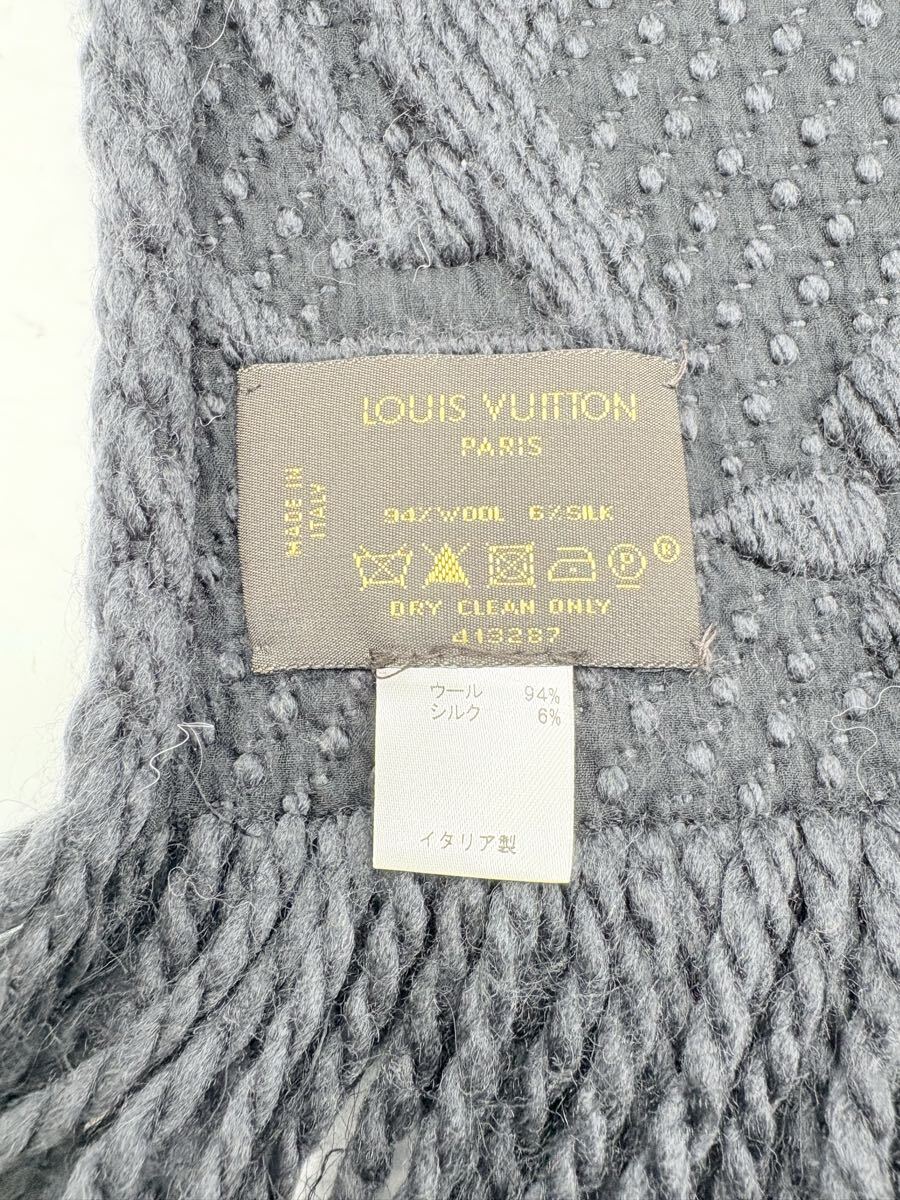 LOUIS VUITTON
PARIS
MADE IN
ITALY
94% WOOL 6% SILK
P ®
DRY CLEAN ONLY
413287
ウール 94%
シルク 6%
イタリア製